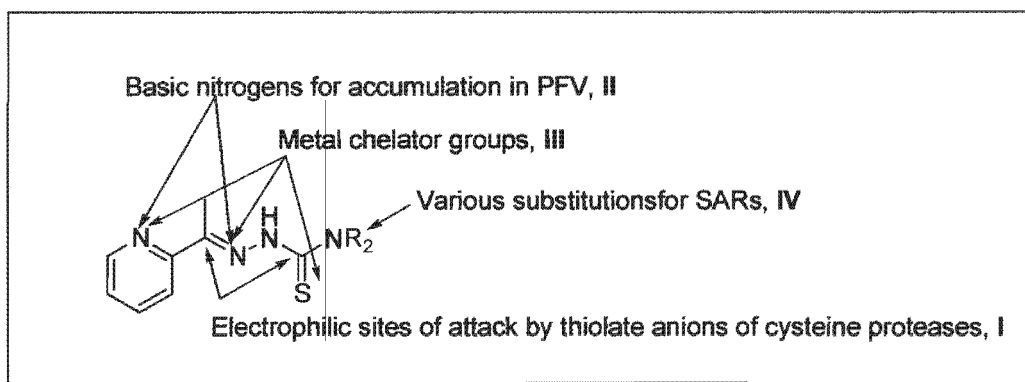 Basic nitrogens for accumulation in PFV, II
Metal chelator groups, III
Various substitutionsfor SARs, IV
H
N N N NR2
S
Electrophilic sites of attack by thiolate anions of cysteine proteases, I